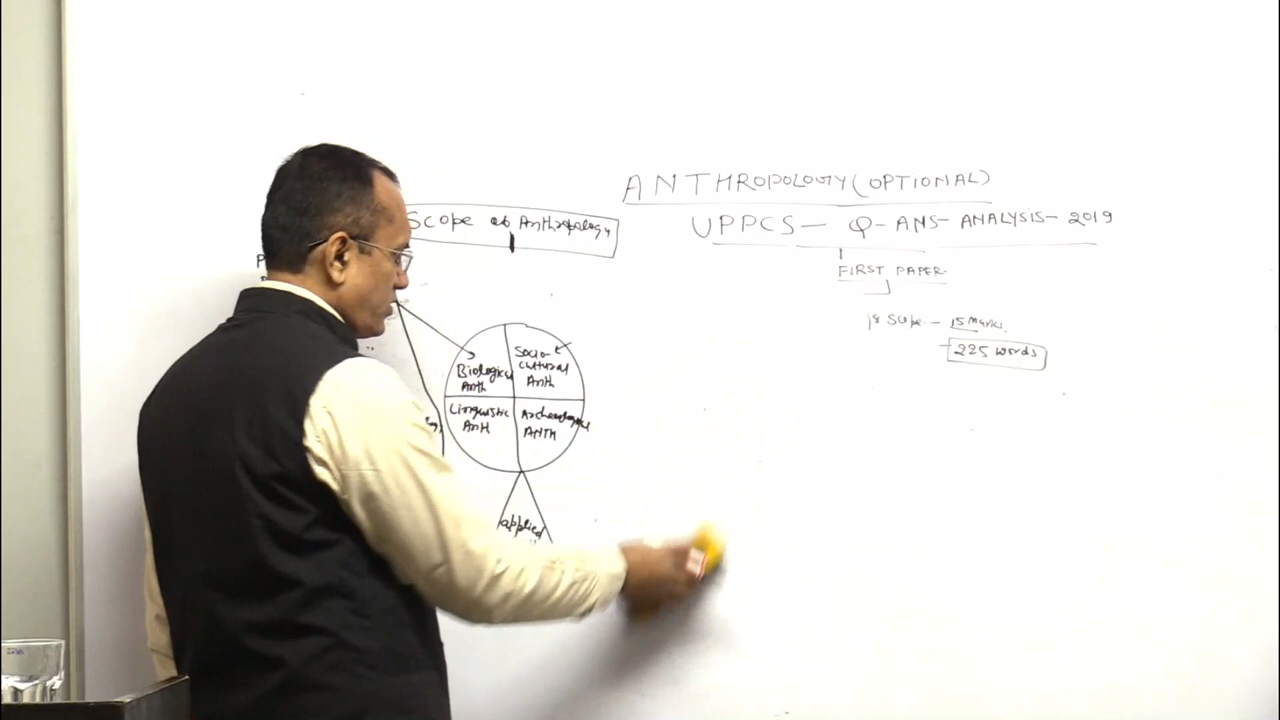 ANTHROPOLOGY (OPTIONAL)
UPPCS - Q- ANS- ANALYSIS- 2019
FIRST PAPER
Scope - 15 Marks
225 words
Scope of Anthropology
Biological
Anth
Socio-
cultural
Anth
Linguistic
Anth
Archaeological
ANTH
applied